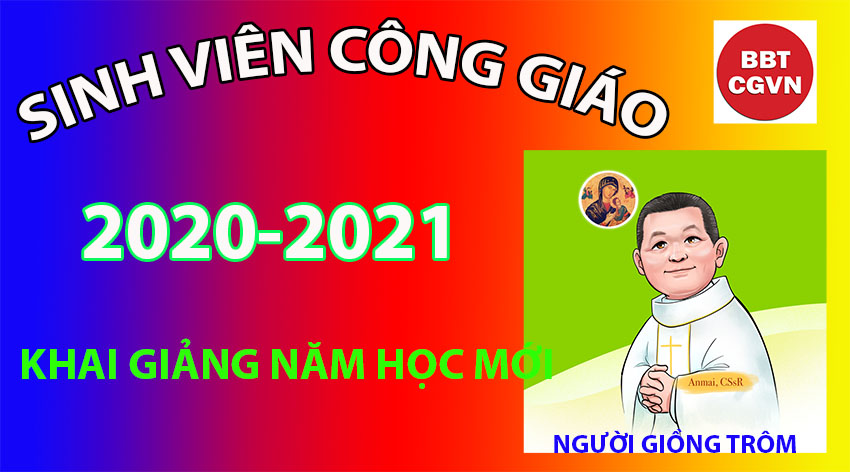 SINH VIÊN CÔNG GIÁO
BBT
CGVN
2020-2021
KHAI GIẢNG NĂM HỌC MỚI
Anmai, CSsR
NGƯỜI GIỒNG TRÔM